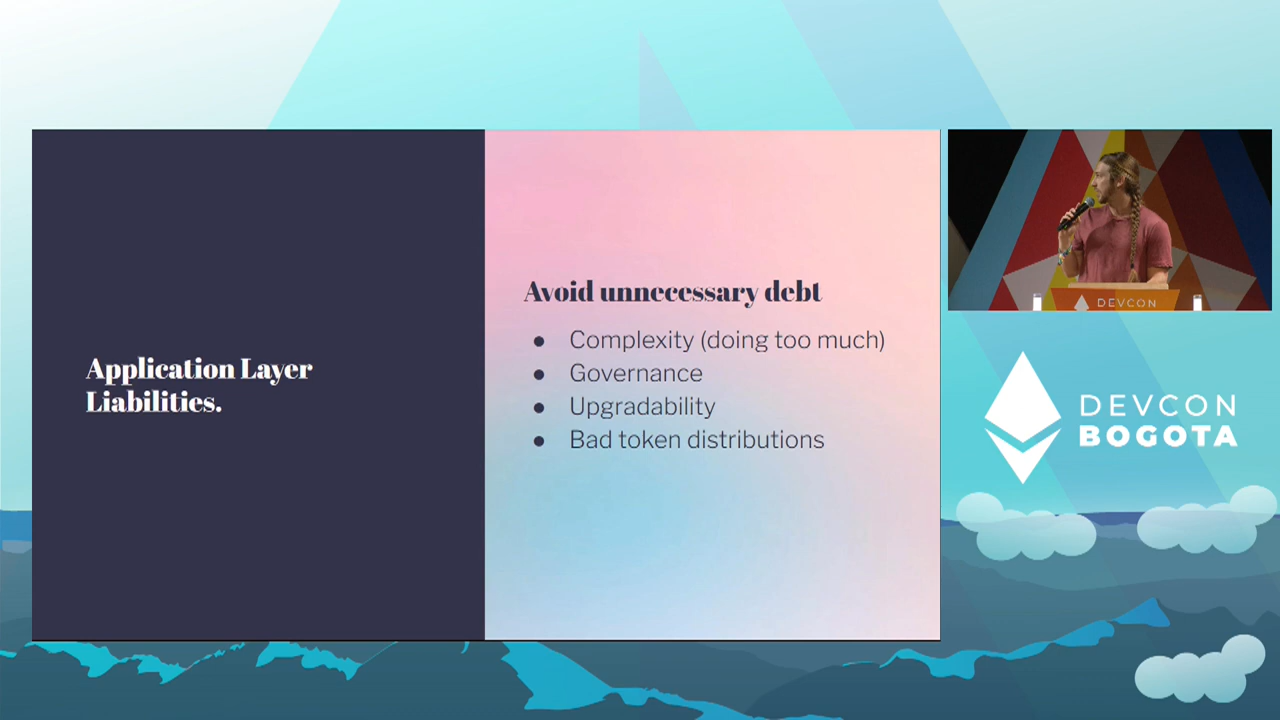 Application Layer
Liabilities.
Avoid unnecessary debt
● Complexity (doing too much)
● Governance
● Upgradability
● Bad token distributions
DEVCON
DEVCON
BOGOTA